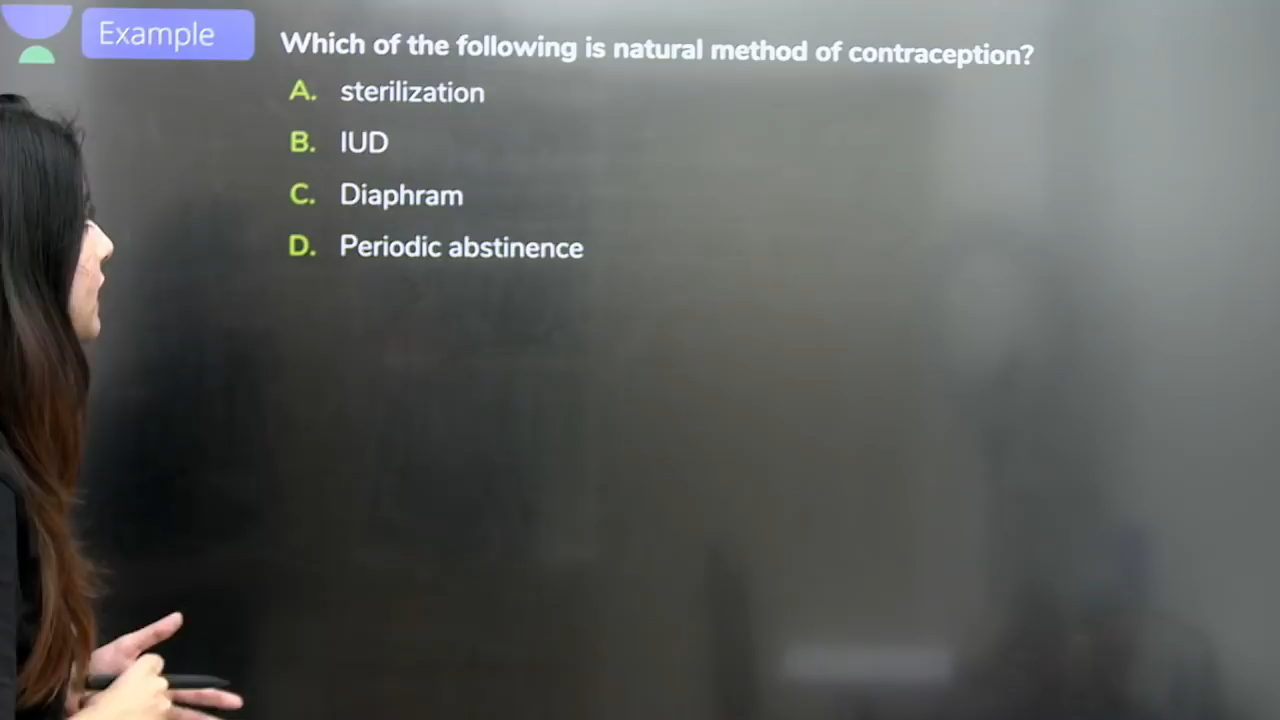 Example
Which of the following is natural method of contraception?
A. sterilization
B. IUD
C. Diaphram
D. Periodic abstinence